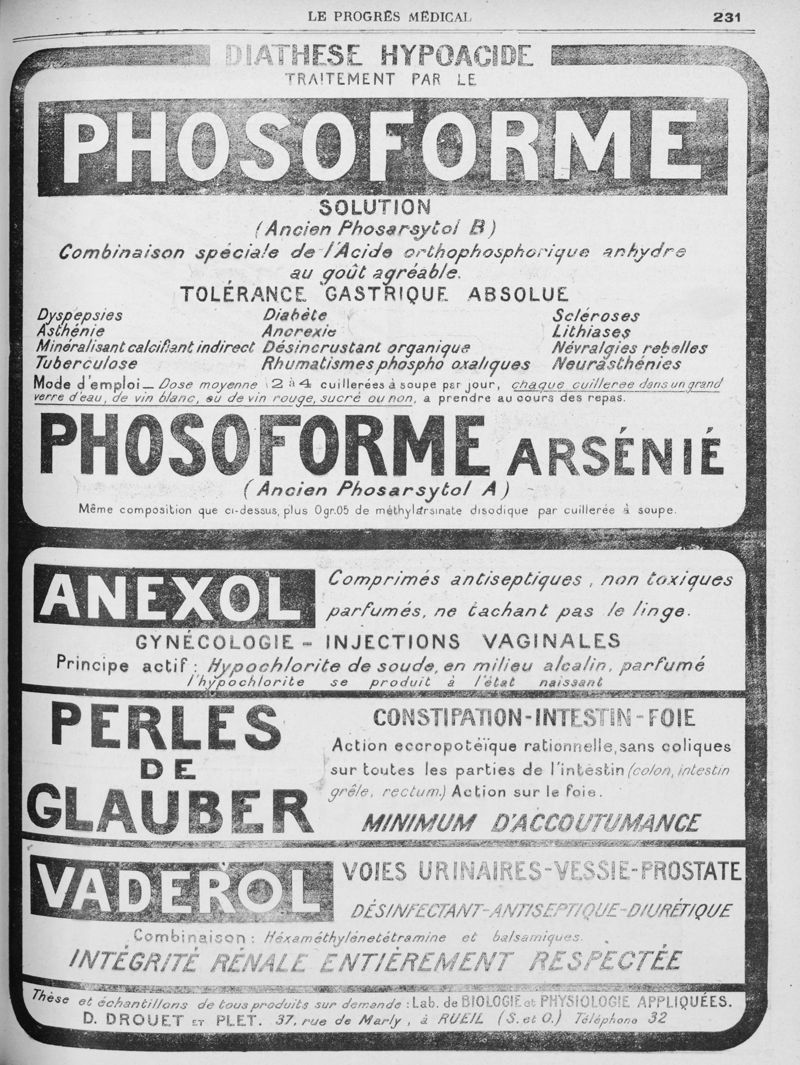 LE PROGRÈS MÉDICAL
231
DIATHESE HYPOACIDE
TRAITEMENT PAR LE
PHOSOFORME
SOLUTION
(Ancien Phosarsytol B)
Combinaison spéciale de l'Acide orthophosphorique anhydre
au goût agréable.
TOLÉRANCE GASTRIQUE ABSOLUE
Dyspepsies Diabète Scléroses
Asthénie Anorexie Lithiases
Minéralisant calcifiant indirect Désincrustant organique Névralgies rebelles
Tuberculose Rhumatismes phospho oxaliques Neurasthénies
Mode d'emploi _ Dose moyenne : 2 à 4 cuillerées à soupe par jour, chaque cuilleree dans un grand
verre d'eau, de vin blanc, ou de vin rouge, sucré ou non, a prendre au cours des repas.
PHOSOFORME ARSÉNIÉ
(Ancien Phosarsytol A)
Même composition que ci-dessus, plus 0gr.05 de méthylarsinate disodique par cuillerée à soupe.
ANEXOL
Comprimés antiseptiques, non toxiques
parfumés, ne tachant pas le linge.
GYNÉCOLOGIE - INJECTIONS VAGINALES
Principe actif : Hypochlorite de soude, en milieu alcalin, parfumé
l'hypochlorite se produit à l'état naissant
PERLES
DE
GLAUBER
CONSTIPATION - INTESTIN - FOIE
Action eccropotéïque rationnelle, sans coliques
sur toutes les parties de l'intestin (colon, intestin
grêle, rectum.) Action sur le foie.
MINIMUM D'ACCOUTUMANCE
VADEROL
VOIES URINAIRES-VESSIE-PROSTATE
DÉSINFECTANT-ANTISEPTIQUE-DIURÉTIQUE
Combinaison : Héxaméthylénetétramine et balsamiques.
INTÉGRITÉ RÉNALE ENTIÉREMENT RESPECTÉE
Thèse et échantillons de tous produits sur demande : Lab. de BIOLOGIE et PHYSIOLOGIE APPLIQUÉES.
D. DROUET ET PLET. 37, rue de Marly, à RUEIL (S. et O.) Téléphone 32